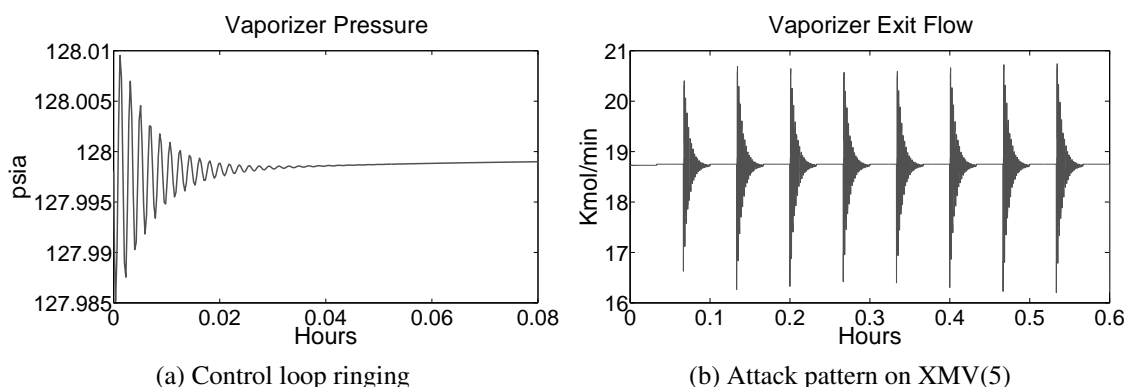 Vaporizer Pressure
128.01
128.005
128
127.995
127.99
127.985
psia
0 0.02 0.04 0.06 0.08
Hours
(a) Control loop ringing
Vaporizer Exit Flow
21
20
19
18
17
16
Kmol/min
0 0.1 0.2 0.3 0.4 0.5 0.6
Hours
(b) Attack pattern on XMV(5)